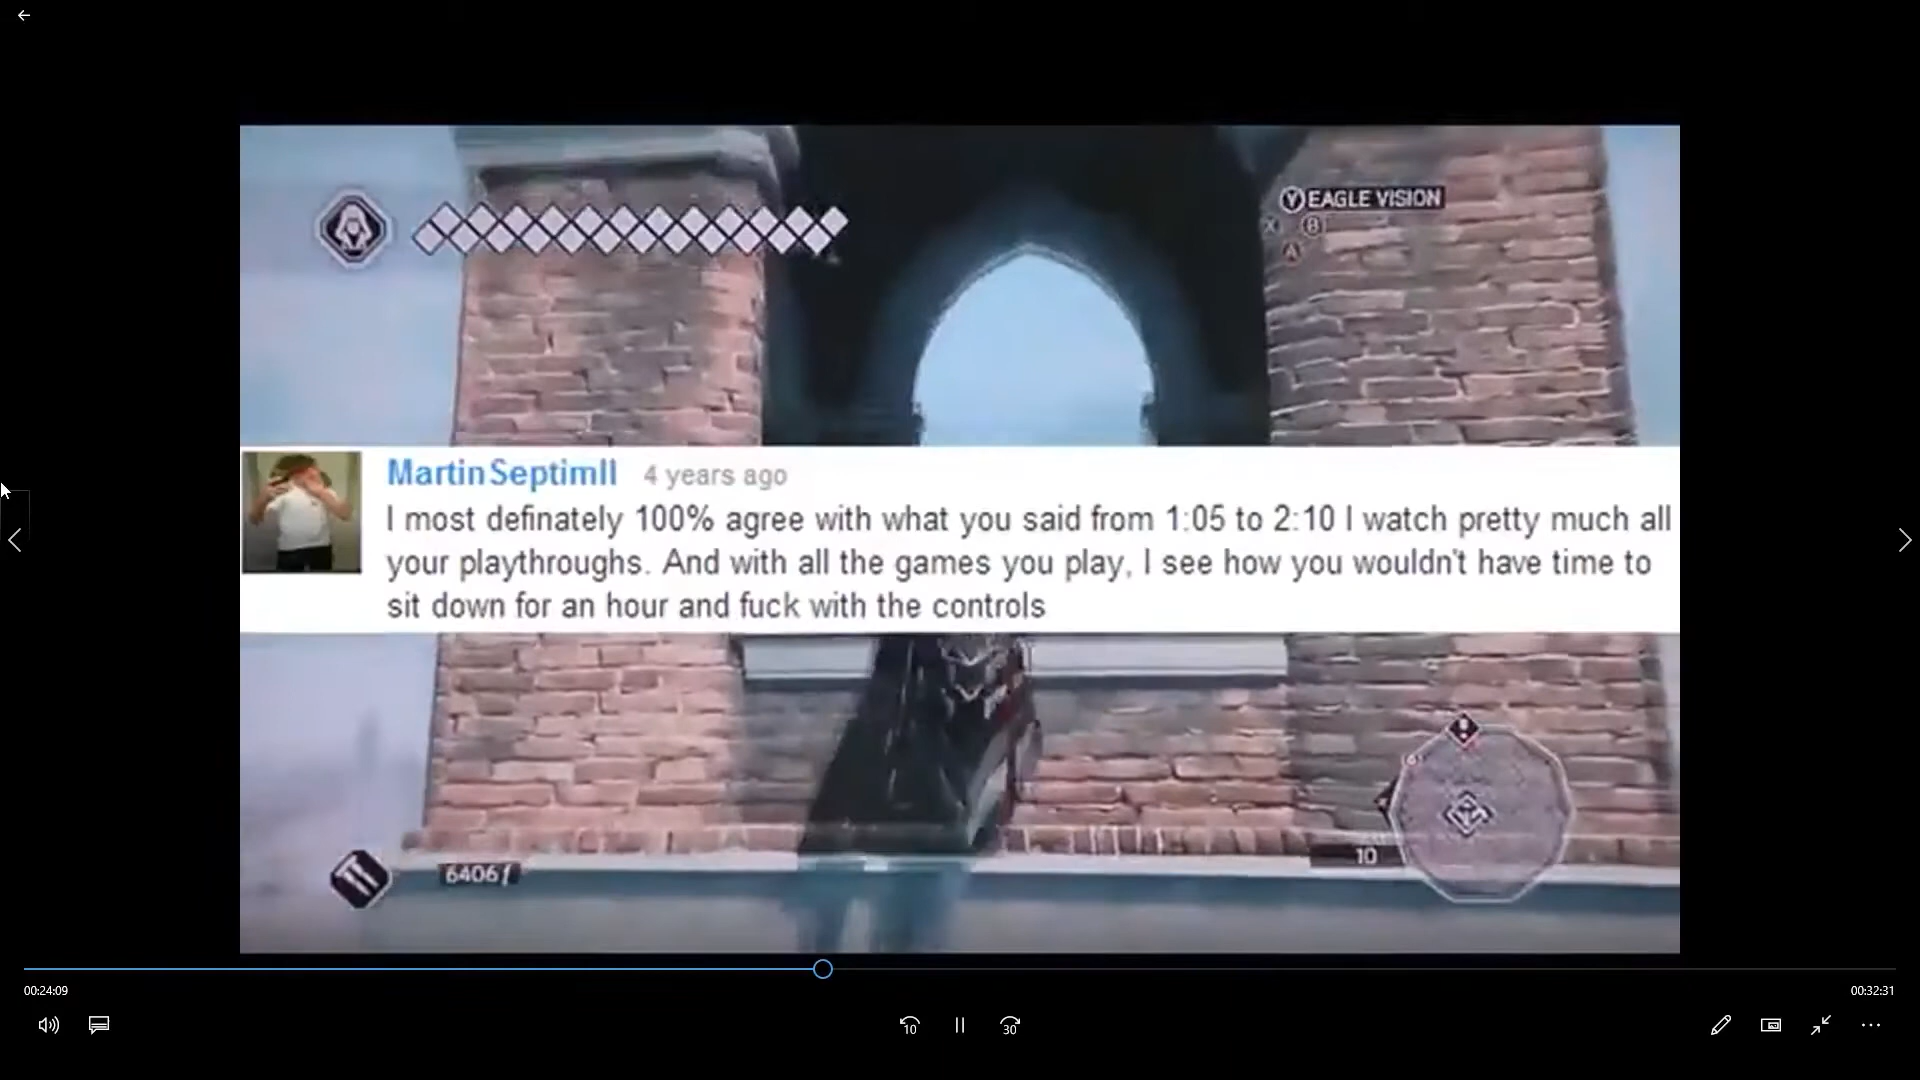 Y EAGLE VISION
X B
A
MartinSeptimII 4 years ago
I most definately 100% agree with what you said from 1:05 to 2:10 I watch pretty much all
your playthroughs. And with all the games you play, I see how you wouldn't have time to
sit down for an hour and fuck with the controls
6406 f
10
00:24:09
00:32:31
10
30